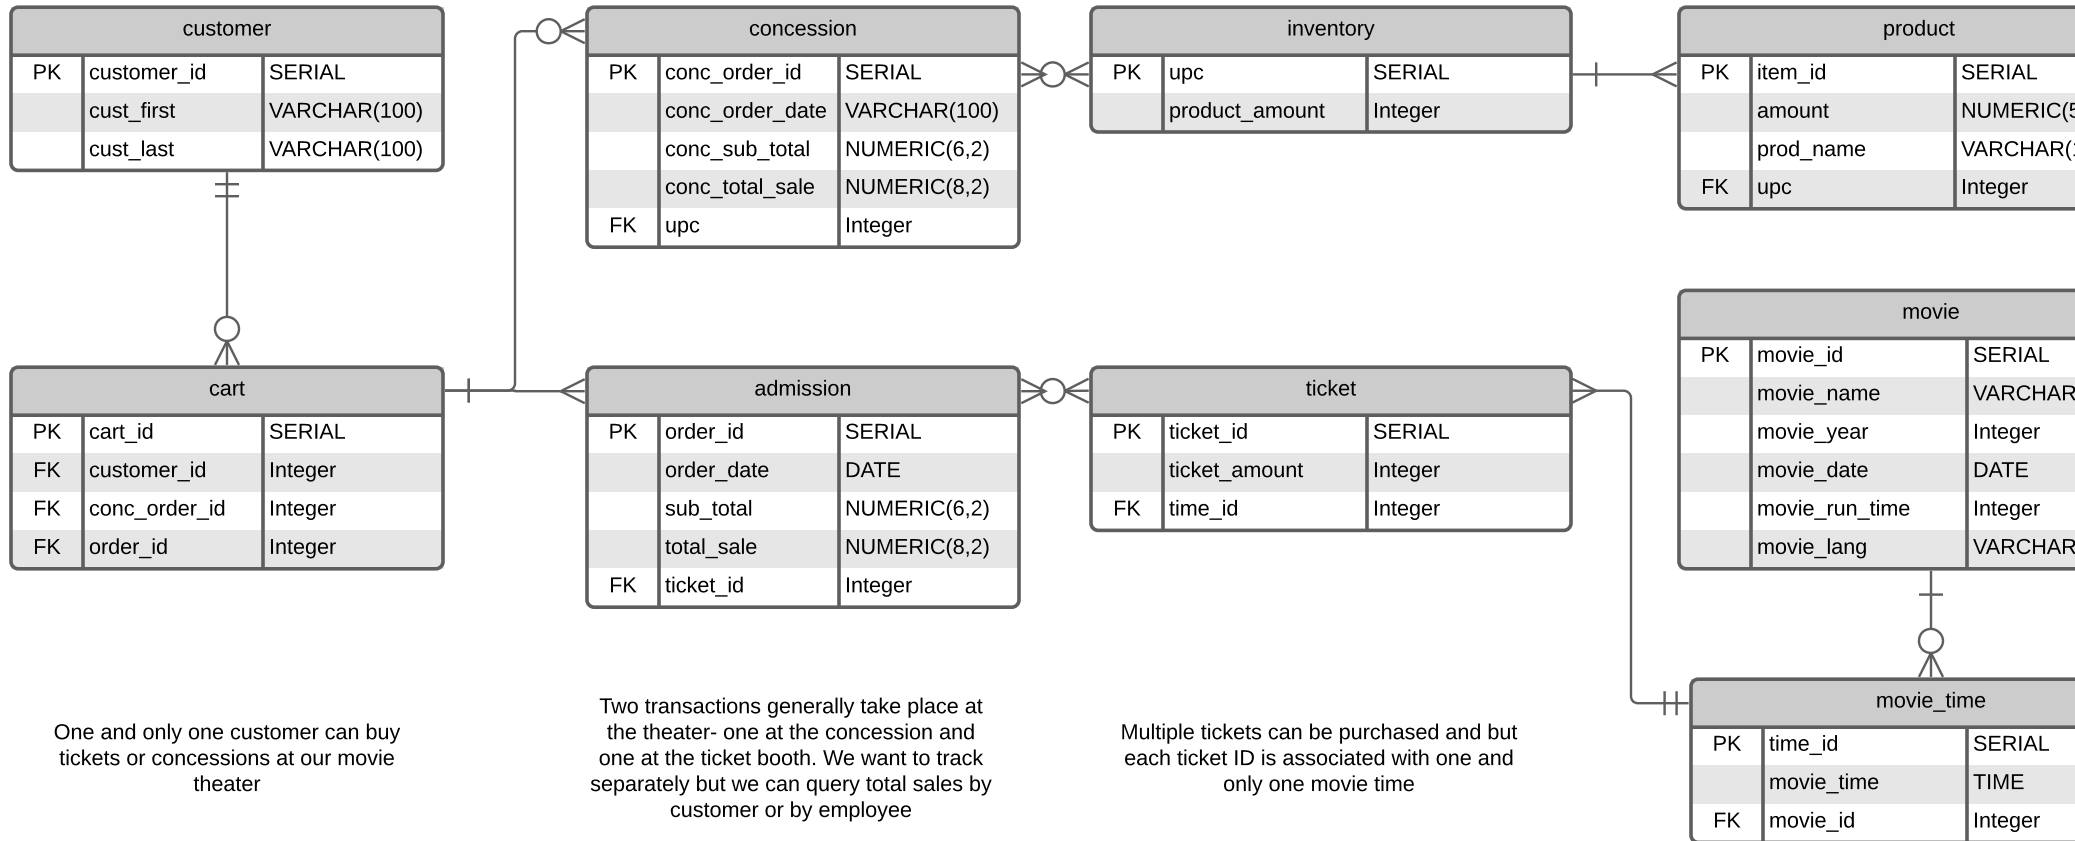 customer
PK customer_id SERIAL
cust_first VARCHAR(100)
cust_last VARCHAR(100)
concession
PK conc_order_id SERIAL
conc_order_date VARCHAR(100)
conc_sub_total NUMERIC(6,2)
conc_total_sale NUMERIC(8,2)
FK upc Integer
inventory
PK upc SERIAL
product_amount Integer
product
PK item_id SERIAL
amount NUMERIC(5
prod_name VARCHAR(1
FK upc Integer
cart
PK cart_id SERIAL
FK customer_id Integer
FK conc_order_id Integer
FK order_id Integer
admission
PK order_id SERIAL
order_date DATE
sub_total NUMERIC(6,2)
total_sale NUMERIC(8,2)
FK ticket_id Integer
ticket
PK ticket_id SERIAL
ticket_amount Integer
FK time_id Integer
movie
PK movie_id SERIAL
movie_name VARCHAR
movie_year Integer
movie_date DATE
movie_run_time Integer
movie_lang VARCHAR
movie_time
PK time_id SERIAL
movie_time TIME
FK movie_id Integer
One and only one customer can buy
tickets or concessions at our movie
theater
Two transactions generally take place at
the theater- one at the concession and
one at the ticket booth. We want to track
separately but we can query total sales by
customer or by employee
Multiple tickets can be purchased and but
each ticket ID is associated with one and
only one movie time